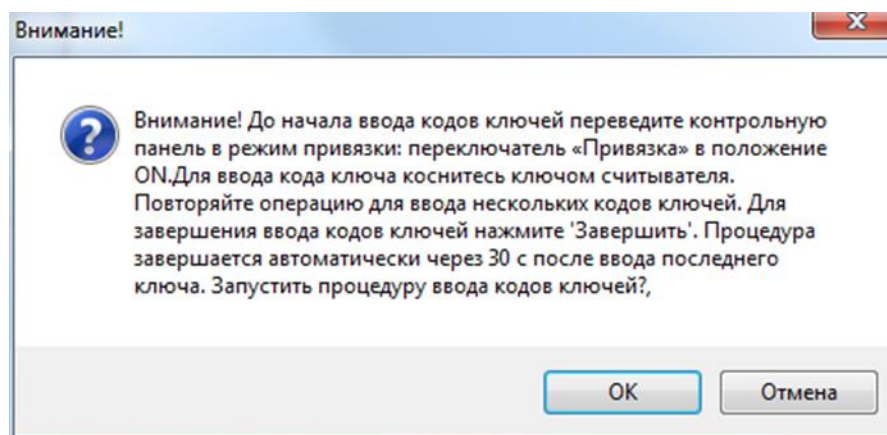 Внимание!
Внимание! До начала ввода кодов ключей переведите контрольную
панель в режим привязки: переключатель «Привязка» в положение
ON.Для ввода кода ключа коснитесь ключом считывателя.
Повторяйте операцию для ввода нескольких кодов ключей. Для
завершения ввода кодов ключей нажмите 'Завершить'. Процедура
завершается автоматически через 30 с после ввода последнего
ключа. Запустить процедуру ввода кодов ключей?,
ОК
Отмена